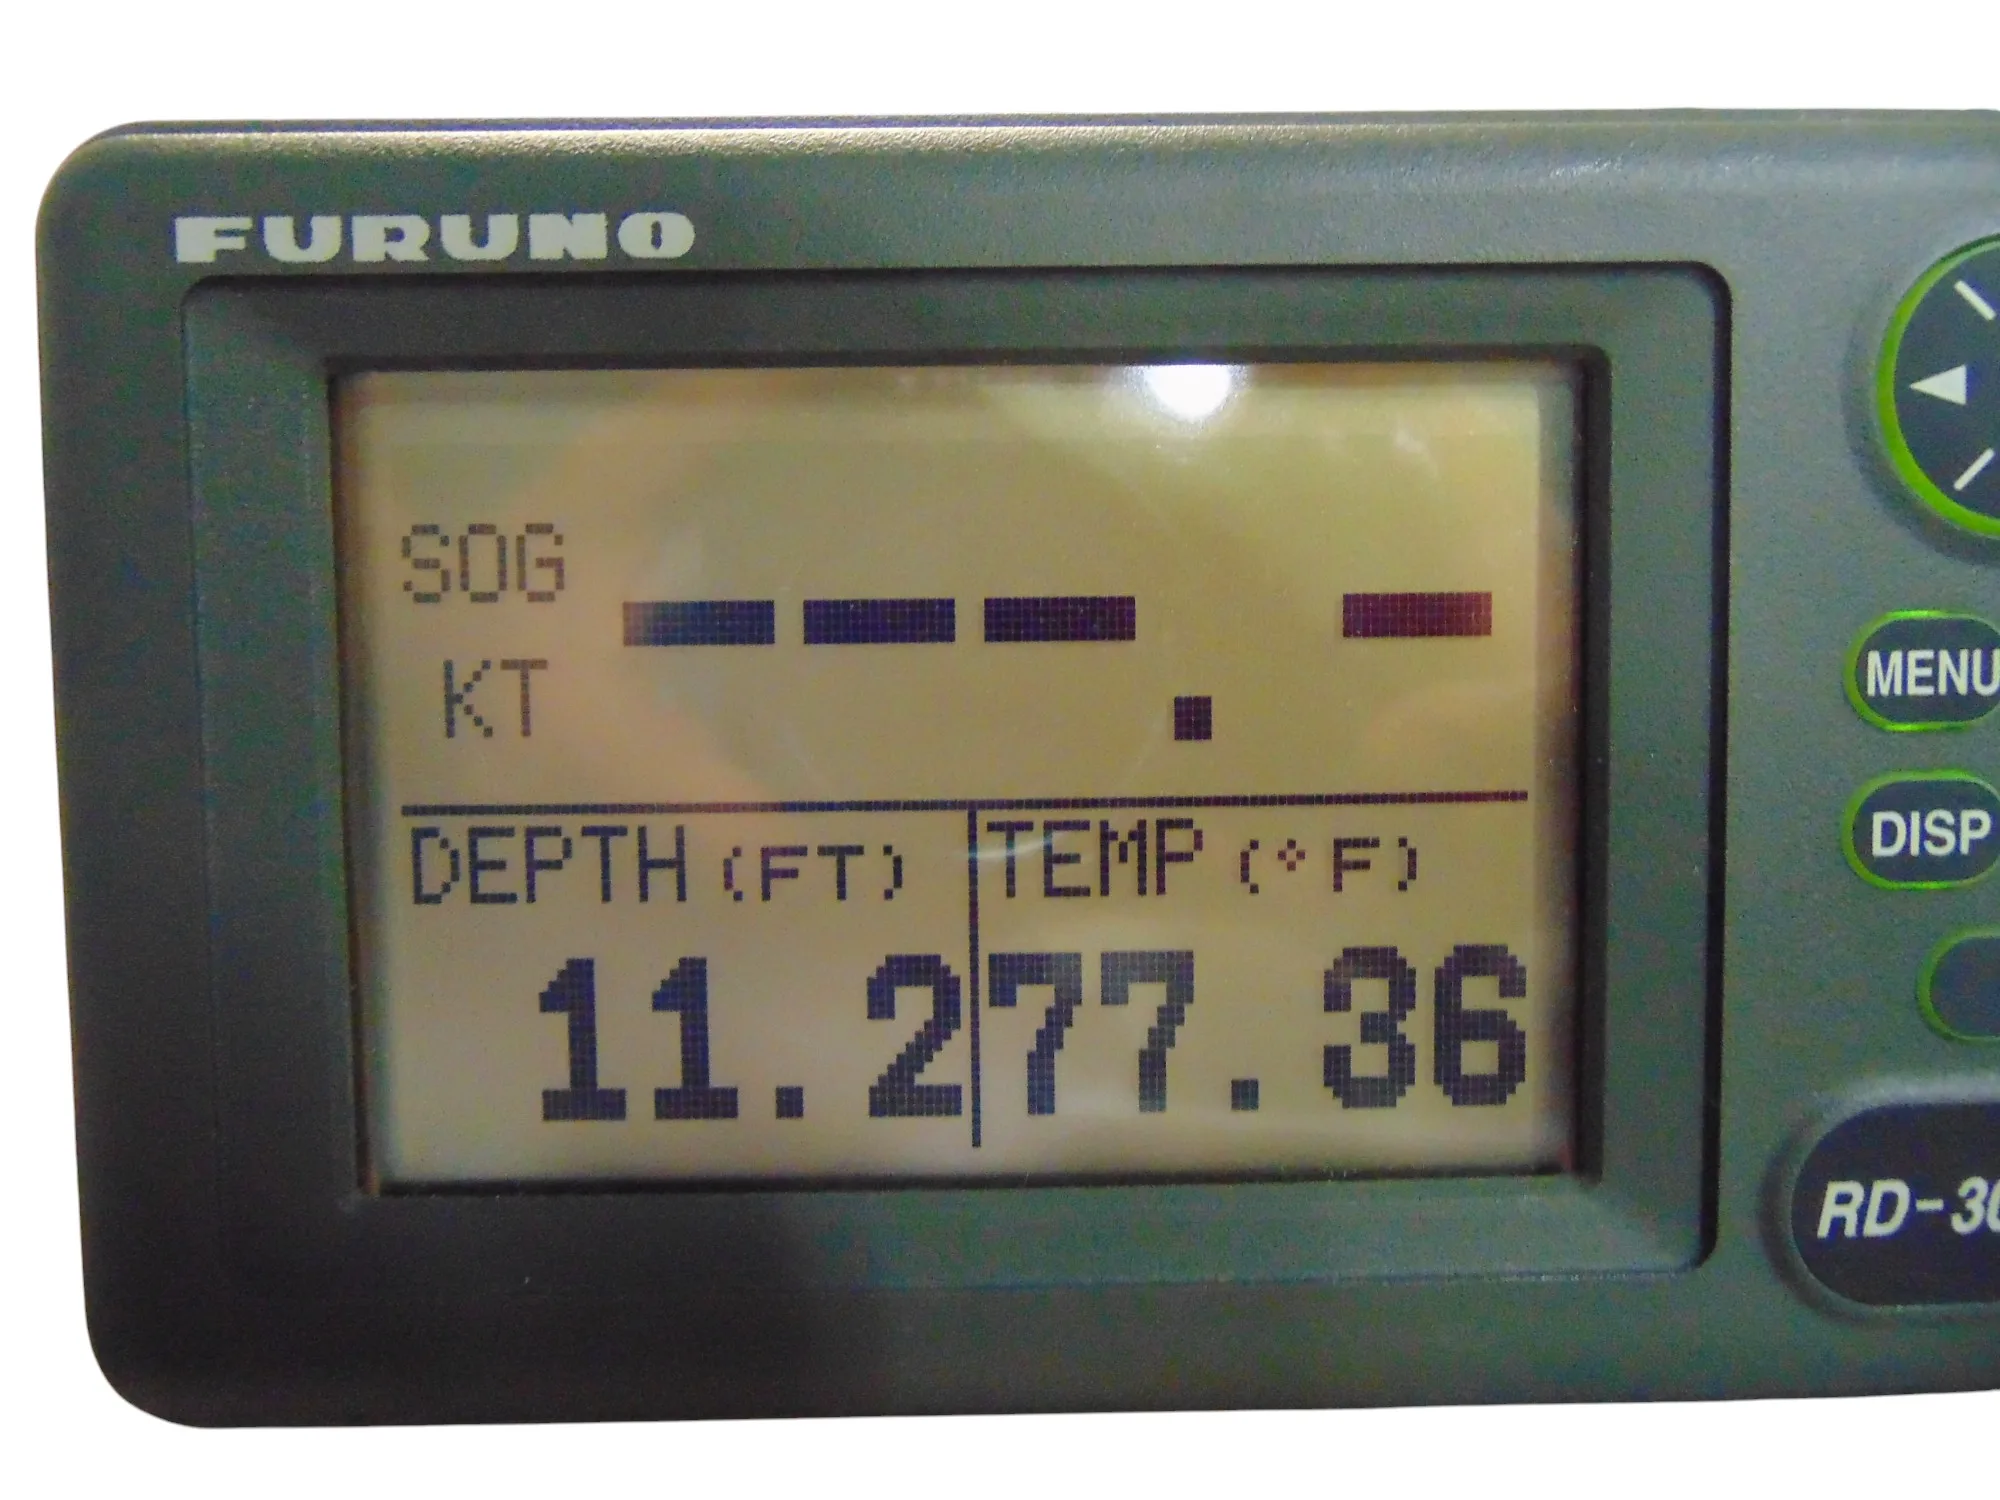 FURUNO
SOG
KT
---.-
DEPTH (FT)
11.2
TEMP (°F)
77.36
MENU
DISP
RD-30